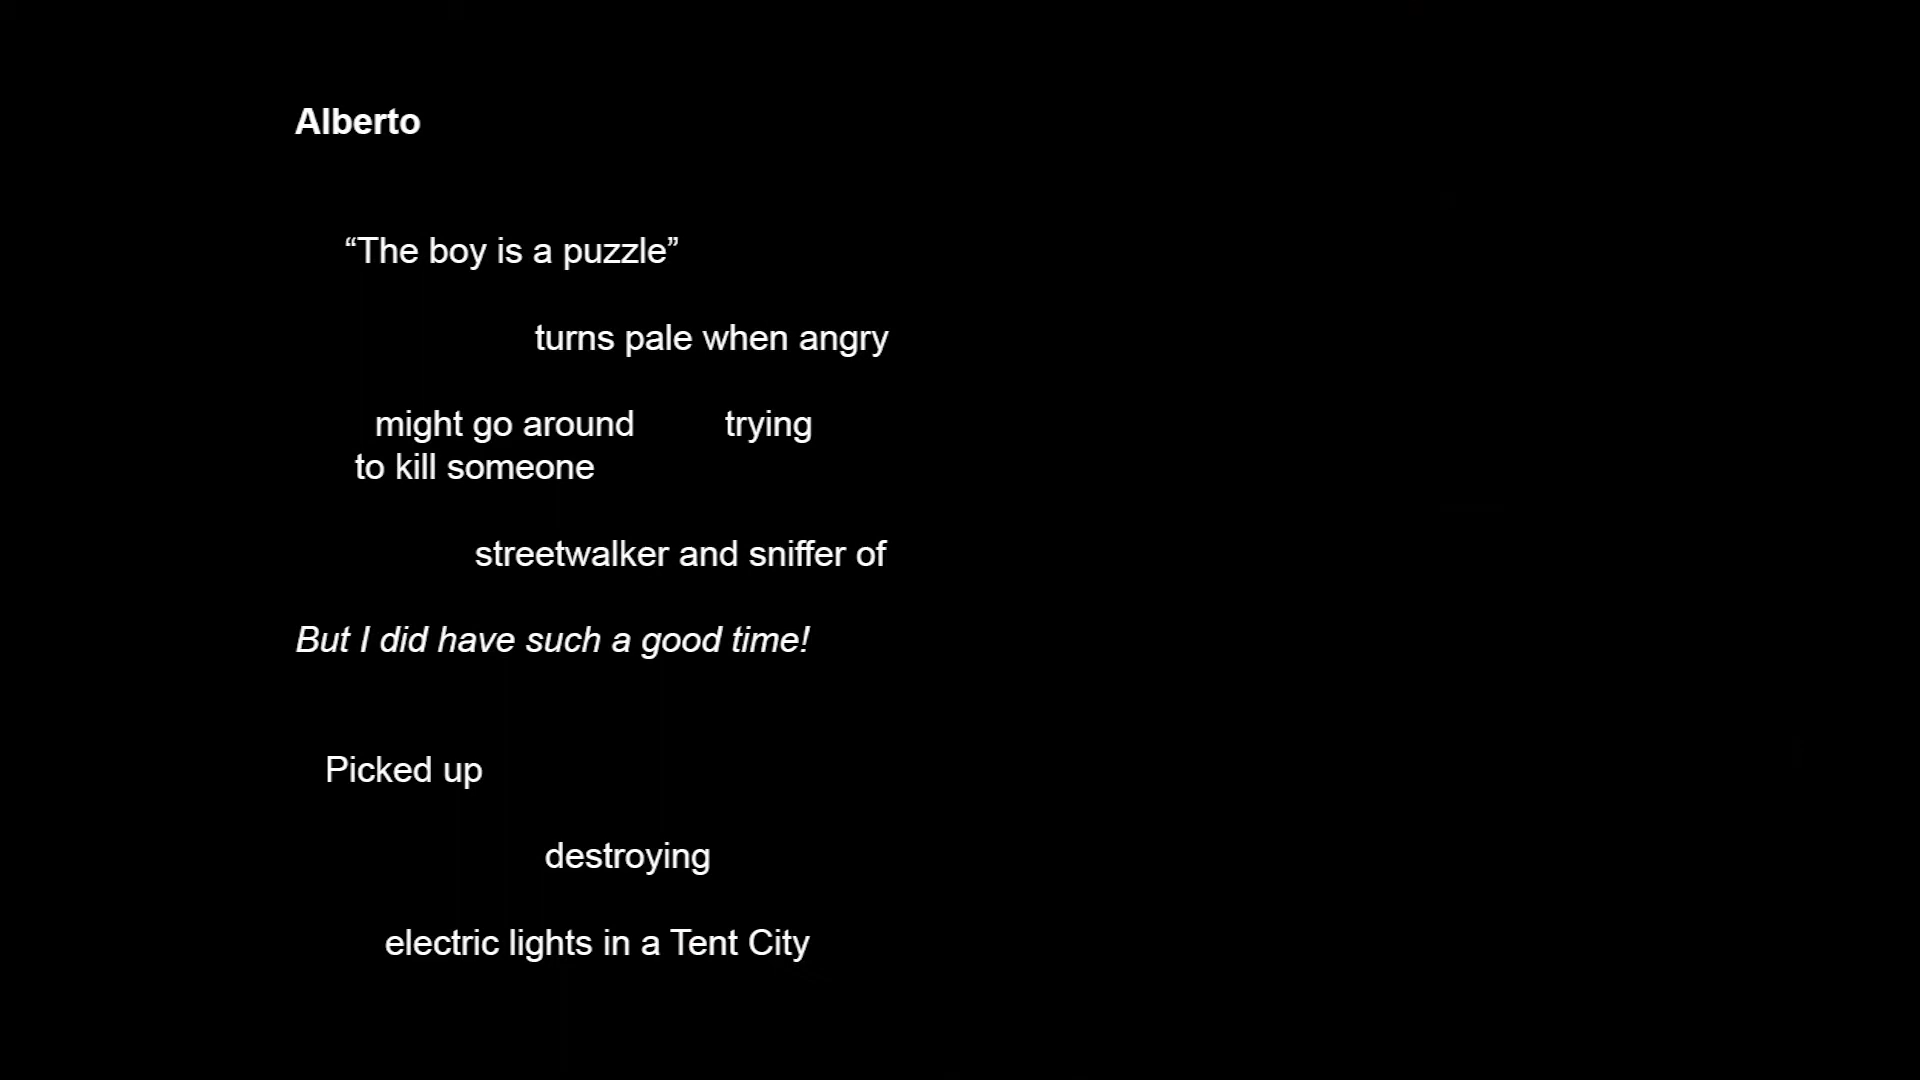 Alberto
“The boy is a puzzle”
turns pale when angry
might go around trying
to kill someone
streetwalker and sniffer of
But I did have such a good time!
Picked up
destroying
electric lights in a Tent City